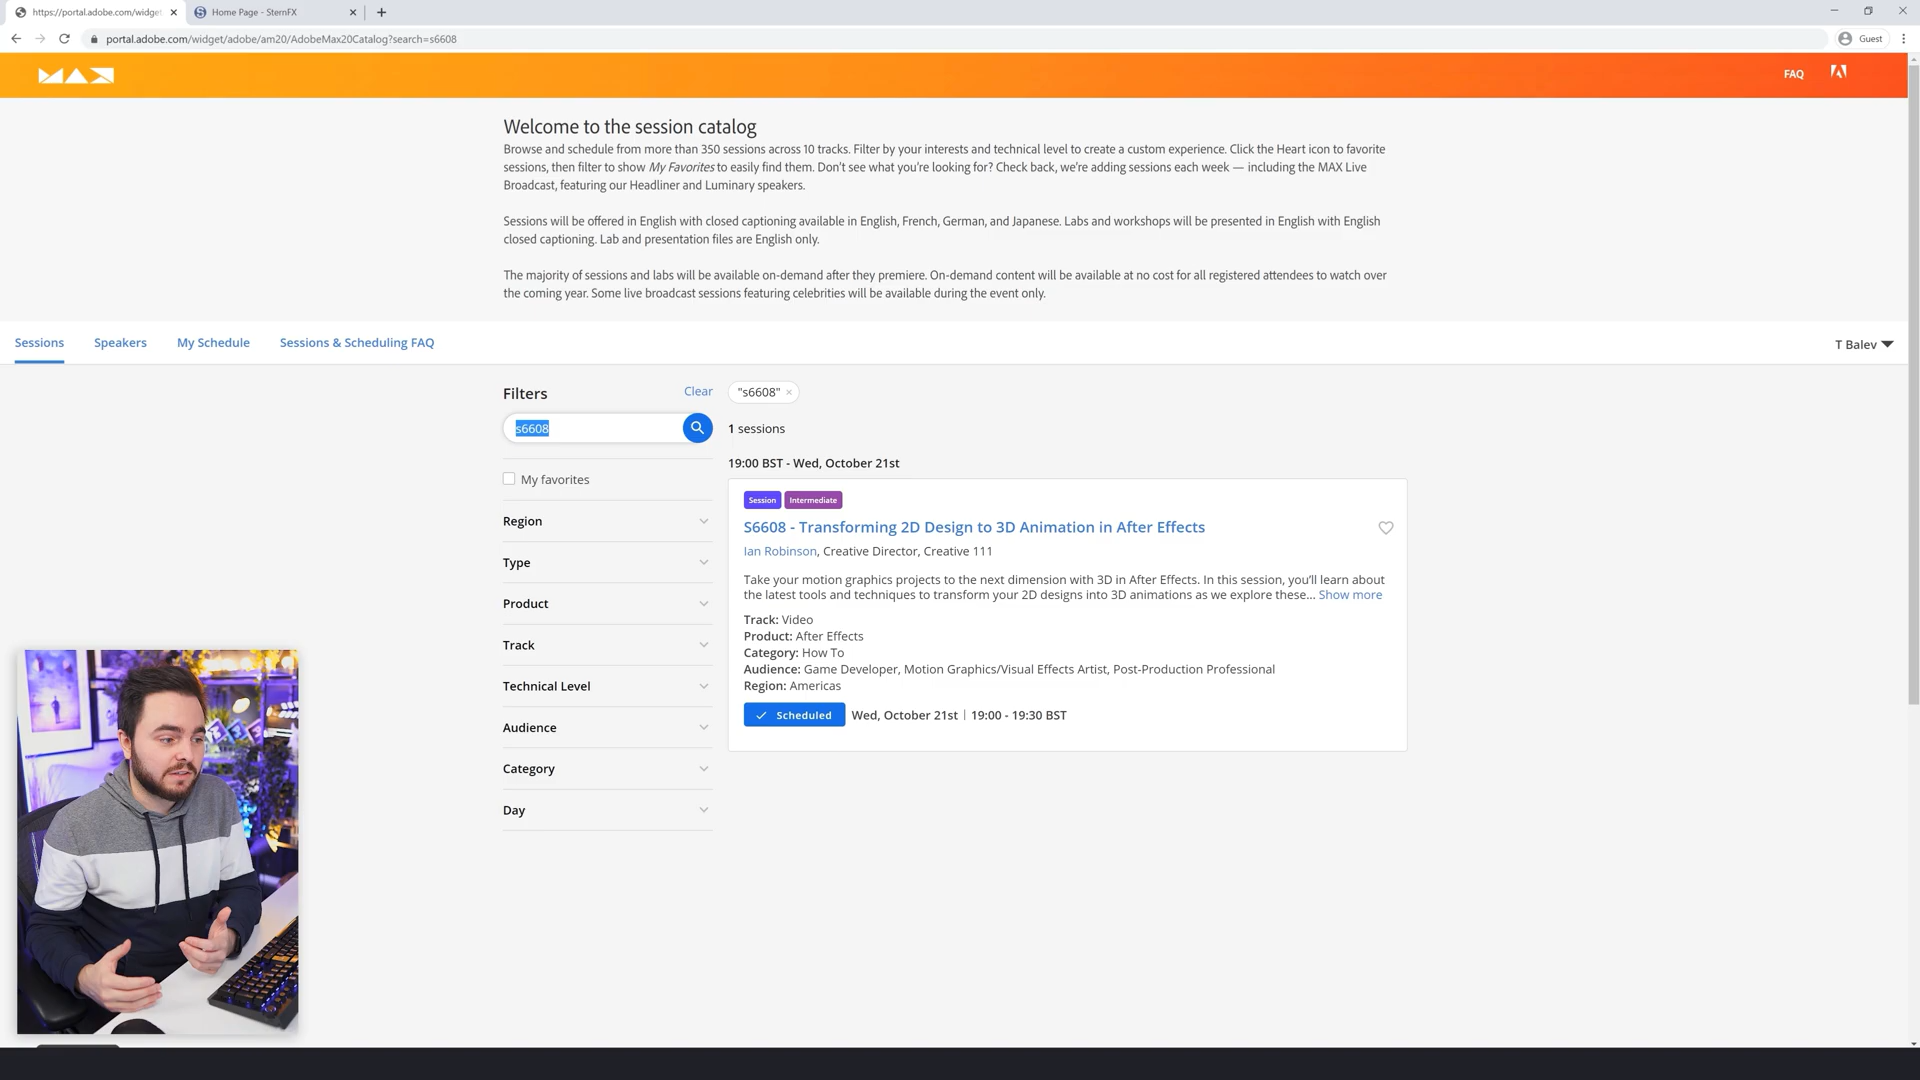 https://portal.adobe.com/widget
Home Page - SternFX
portal.adobe.com/widget/adobe/am20/AdobeMax20Catalog?search=s6608
Guest
MAX
FAQ
Welcome to the session catalog
Browse and schedule from more than 350 sessions across 10 tracks. Filter by your interests and technical level to create a custom experience. Click the Heart icon to favorite
sessions, then filter to show My Favorites to easily find them. Don't see what you're looking for? Check back, we're adding sessions each week — including the MAX Live
Broadcast, featuring our Headliner and Luminary speakers.
Sessions will be offered in English with closed captioning available in English, French, German, and Japanese. Labs and workshops will be presented in English with English
closed captioning. Lab and presentation files are English only.
The majority of sessions and labs will be available on-demand after they premiere. On-demand content will be available at no cost for all registered attendees to watch over
the coming year. Some live broadcast sessions featuring celebrities will be available during the event only.
Sessions
Speakers
My Schedule
Sessions & Scheduling FAQ
T Balev
Filters
Clear
s6608
My favorites
Region
Type
Product
Track
Technical Level
Audience
Category
Day
"s6608" ×
1 sessions
19:00 BST - Wed, October 21st
Session
Intermediate
S6608 - Transforming 2D Design to 3D Animation in After Effects
Ian Robinson, Creative Director, Creative 111
Take your motion graphics projects to the next dimension with 3D in After Effects. In this session, you'll learn about
the latest tools and techniques to transform your 2D designs into 3D animations as we explore these... Show more
Track: Video
Product: After Effects
Category: How To
Audience: Game Developer, Motion Graphics/Visual Effects Artist, Post-Production Professional
Region: Americas
Scheduled
Wed, October 21st | 19:00 - 19:30 BST